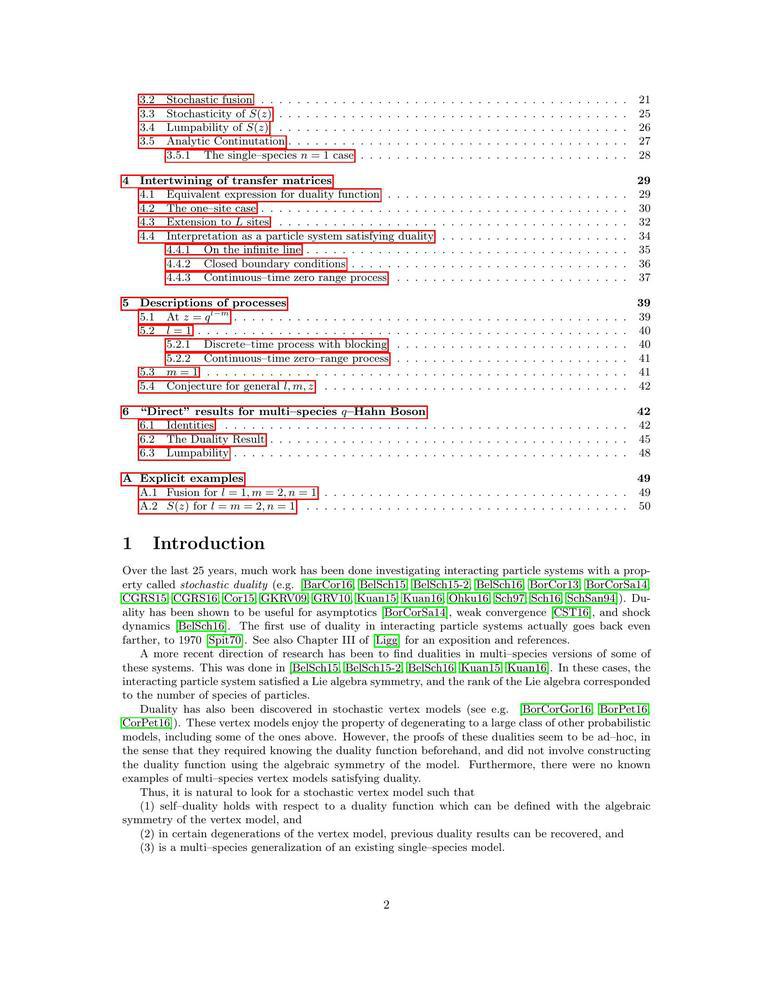 3.2 Stochastic fusion . . . . . . . . . . . . . . . . . . . . . . . . . . . . . . . . . . . . . . . 21
3.3 Stochasticity of S(z) . . . . . . . . . . . . . . . . . . . . . . . . . . . . . . . . . . . . . 25
3.4 Lumpability of S(z) . . . . . . . . . . . . . . . . . . . . . . . . . . . . . . . . . . . . . 26
3.5 Analytic Continutation . . . . . . . . . . . . . . . . . . . . . . . . . . . . . . . . . . . . 27
3.5.1 The single–species n = 1 case . . . . . . . . . . . . . . . . . . . . . . . . . . . . . 28
4 Intertwining of transfer matrices 29
4.1 Equivalent expression for duality function . . . . . . . . . . . . . . . . . . . . . . . . . . 29
4.2 The one–site case . . . . . . . . . . . . . . . . . . . . . . . . . . . . . . . . . . . . . . . 30
4.3 Extension to L sites . . . . . . . . . . . . . . . . . . . . . . . . . . . . . . . . . . . . . 32
4.4 Interpretation as a particle system satisfying duality . . . . . . . . . . . . . . . . . . . . 34
4.4.1 On the infinite line . . . . . . . . . . . . . . . . . . . . . . . . . . . . . . . . . . 35
4.4.2 Closed boundary conditions . . . . . . . . . . . . . . . . . . . . . . . . . . . . . . 36
4.4.3 Continuous–time zero range process . . . . . . . . . . . . . . . . . . . . . . . . . 37
5 Descriptions of processes 39
5.1 At z = q^{l−m} . . . . . . . . . . . . . . . . . . . . . . . . . . . . . . . . . . . . . . . . . 39
5.2 l = 1 . . . . . . . . . . . . . . . . . . . . . . . . . . . . . . . . . . . . . . . . . . . . . 40
5.2.1 Discrete–time process with blocking . . . . . . . . . . . . . . . . . . . . . . . . . 40
5.2.2 Continuous–time zero–range process . . . . . . . . . . . . . . . . . . . . . . . . . 41
5.3 m = 1 . . . . . . . . . . . . . . . . . . . . . . . . . . . . . . . . . . . . . . . . . . . . 41
5.4 Conjecture for general l, m, z . . . . . . . . . . . . . . . . . . . . . . . . . . . . . . . . 42
6 “Direct” results for multi–species q–Hahn Boson 42
6.1 Identities . . . . . . . . . . . . . . . . . . . . . . . . . . . . . . . . . . . . . . . . . . . 42
6.2 The Duality Result . . . . . . . . . . . . . . . . . . . . . . . . . . . . . . . . . . . . . . 45
6.3 Lumpability . . . . . . . . . . . . . . . . . . . . . . . . . . . . . . . . . . . . . . . . . . 48
A Explicit examples 49
A.1 Fusion for l = 1, m = 2, n = 1 . . . . . . . . . . . . . . . . . . . . . . . . . . . . . . . . 49
A.2 S(z) for l = m = 2, n = 1 . . . . . . . . . . . . . . . . . . . . . . . . . . . . . . . . . . 50
1 Introduction
Over the last 25 years, much work has been done investigating interacting particle systems with a prop-
erty called stochastic duality (e.g. [BarCor16, BelSch15, BelSch15-2, BelSch16, BorCor13, BorCorSa14,
CGRS15, CGRS16, Cor15, GKRV09, GRV10, Kuan15, Kuan16, Ohku16, Sch97, Sch16, SchSan94]). Du-
ality has been shown to be useful for asymptotics [BorCorSa14], weak convergence [CST16], and shock
dynamics [BelSch16]. The first use of duality in interacting particle systems actually goes back even
farther, to 1970 [Spit70]. See also Chapter III of [Ligg] for an exposition and references.
A more recent direction of research has been to find dualities in multi–species versions of some of
these systems. This was done in [BelSch15, BelSch15-2, BelSch16, Kuan15, Kuan16]. In these cases, the
interacting particle system satisfied a Lie algebra symmetry, and the rank of the Lie algebra corresponded
to the number of species of particles.
Duality has also been discovered in stochastic vertex models (see e.g. [BorCorGor16, BorPet16,
CorPet16]). These vertex models enjoy the property of degenerating to a large class of other probabilistic
models, including some of the ones above. However, the proofs of these dualities seem to be ad–hoc, in
the sense that they required knowing the duality function beforehand, and did not involve constructing
the duality function using the algebraic symmetry of the model. Furthermore, there were no known
examples of multi–species vertex models satisfying duality.
Thus, it is natural to look for a stochastic vertex model such that
(1) self–duality holds with respect to a duality function which can be defined with the algebraic
symmetry of the vertex model, and
(2) in certain degenerations of the vertex model, previous duality results can be recovered, and
(3) is a multi–species generalization of an existing single–species model.
2